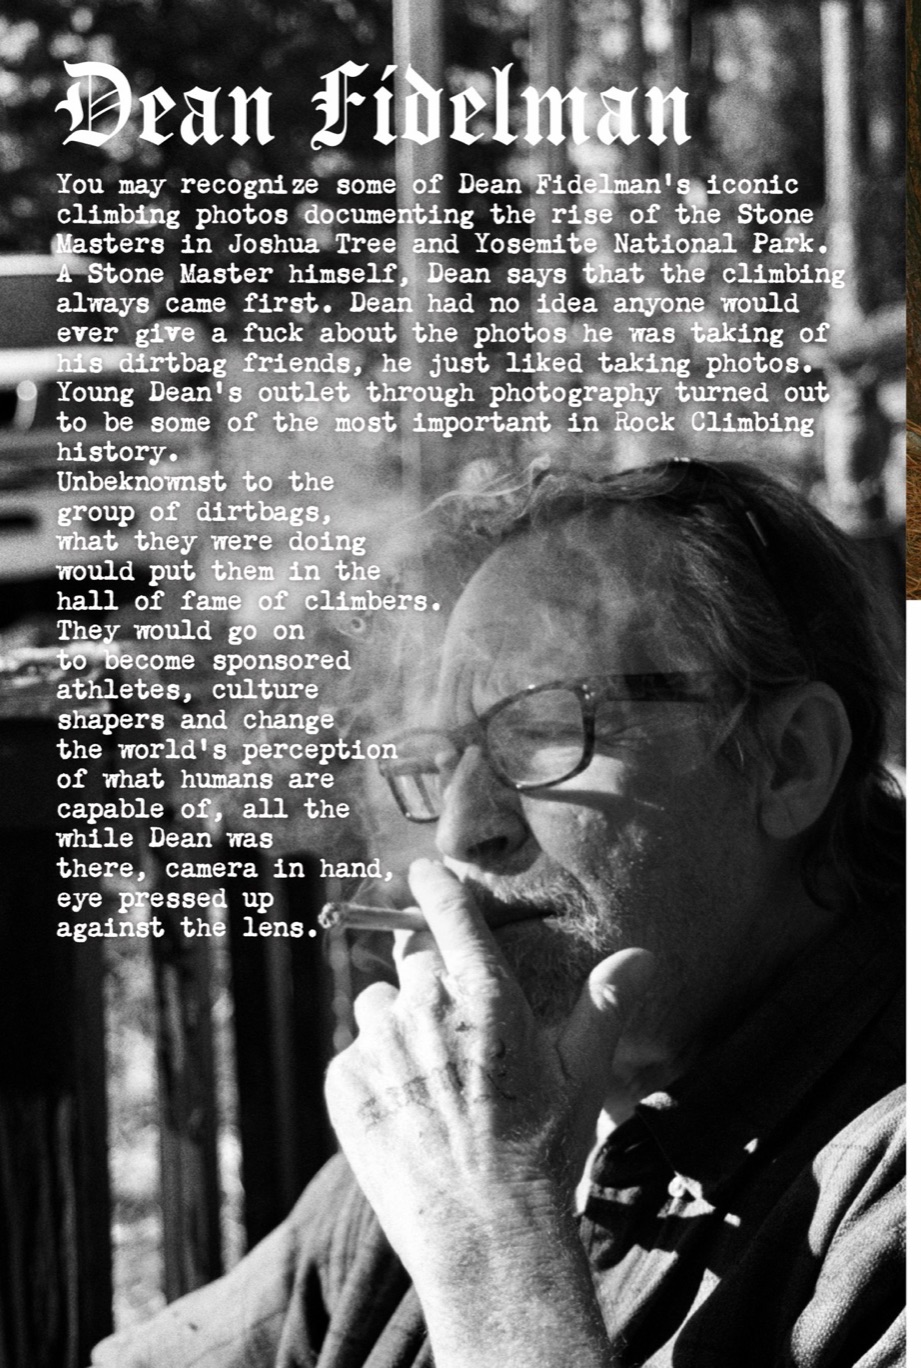 Dean Fidelman
You may recognize some of Dean Fidelman's iconic
climbing photos documenting the rise of the Stone
Masters in Joshua Tree and Yosemite National Park.
A Stone Master himself, Dean says that the climbing
always came first. Dean had no idea anyone would
ever give a fuck about the photos he was taking of
his dirtbag friends, he just liked taking photos.
Young Dean's outlet through photography turned out
to be some of the most important in Rock Climbing
history.
Unbeknownst to the
group of dirtbags,
what they were doing
would put them in the
hall of fame of climbers.
They would go on
to become sponsored
athletes, culture
shapers and change
the world's perception
of what humans are
capable of, all the
while Dean was
there, camera in hand,
eye pressed up
against the lens.